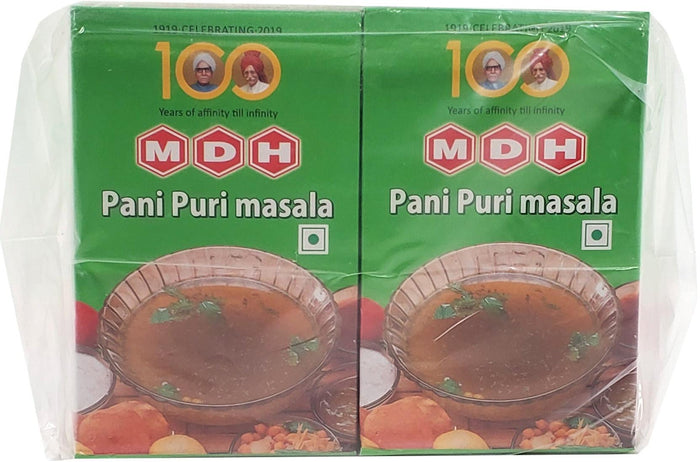 1919-CELEBRATING-2019
100
Years of affinity till infinity
MDH
Pani Puri masala
1919-CELEBRATING-2019
100
Years of affinity till infinity
MDH
Pani Puri masala